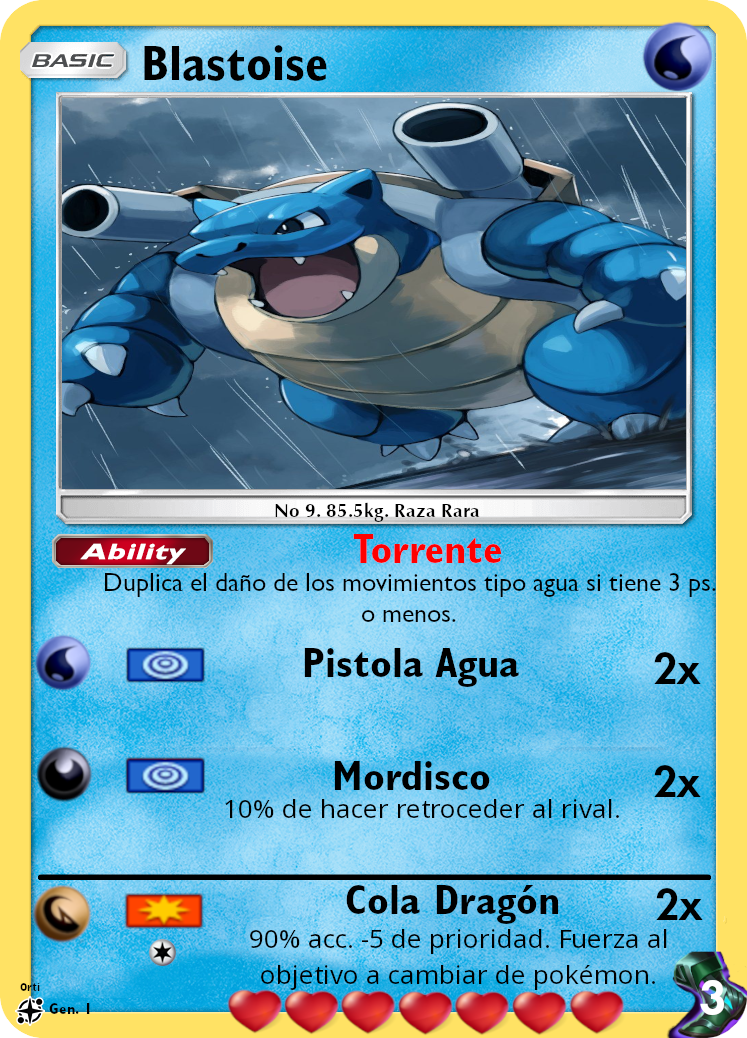 BASIC Blastoise
No 9. 85.5kg. Raza Rara
Ability Torrente
Duplica el daño de los movimientos tipo agua si tiene 3 ps.
o menos.
Pistola Agua 2x
Mordisco 2x
10% de hacer retroceder al rival.
Cola Dragón 2x
90% acc. -5 de prioridad. Fuerza al
objetivo a cambiar de pokémon.
Orti
Gen. 1
3